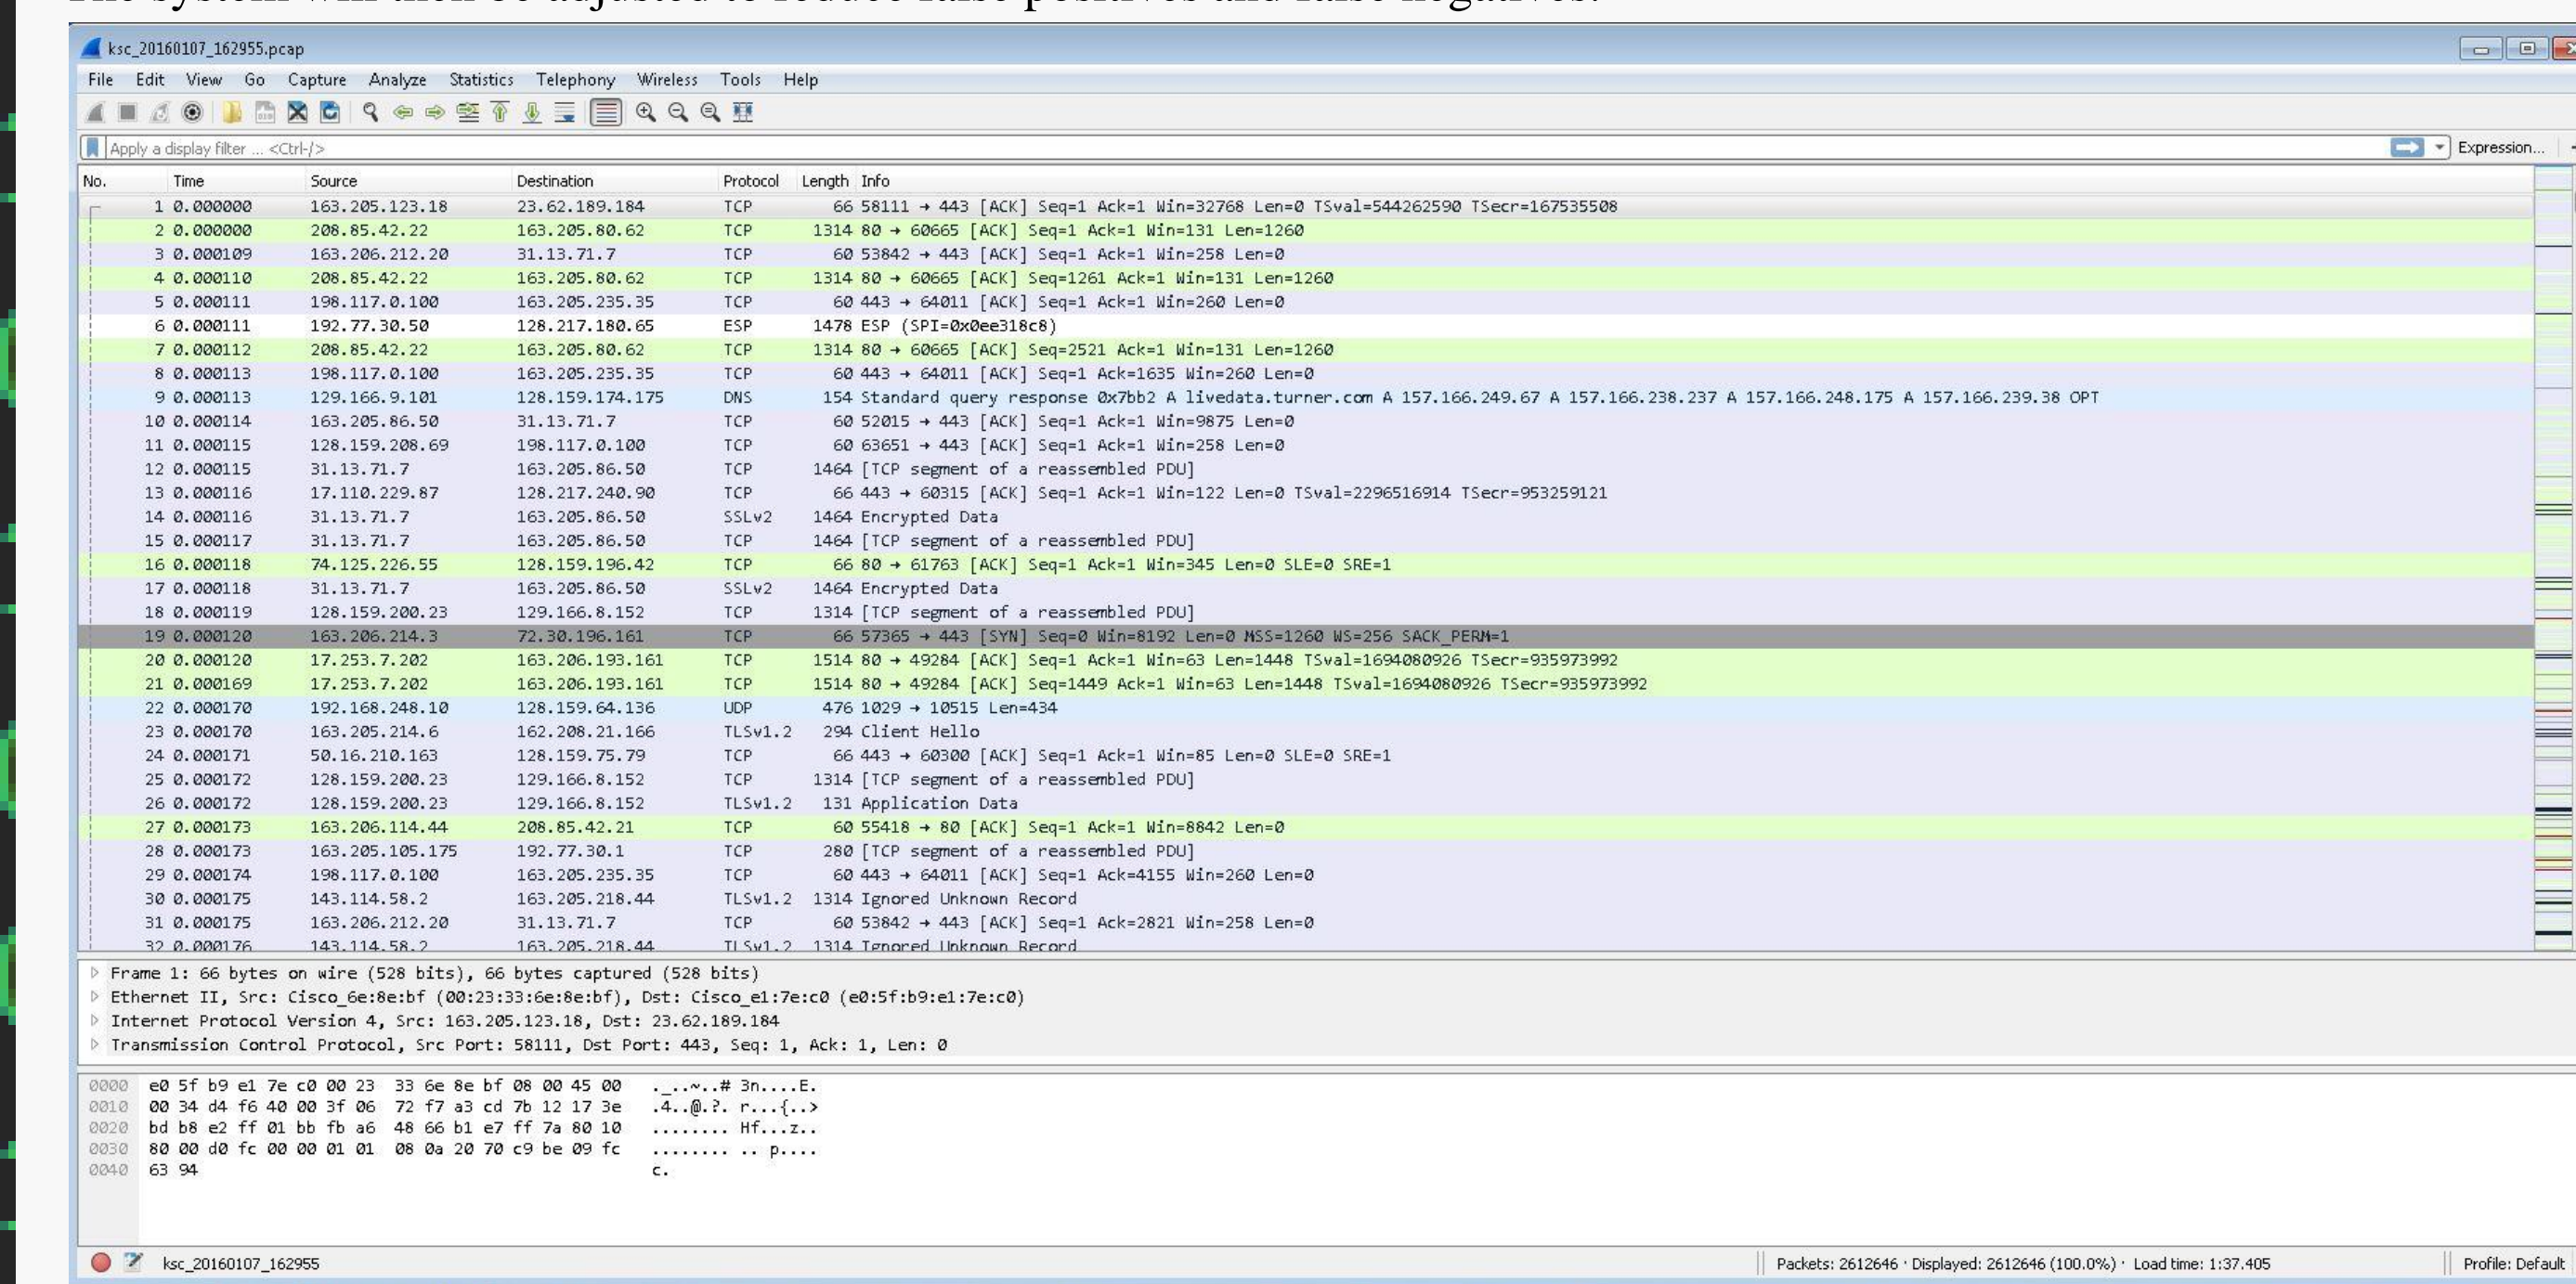 The system will then be adjusted to reduce false positives and false negatives.
ksc_20160107_162955.pcap
File Edit View Go Capture Analyze Statistics Telephony Wireless Tools Help
Apply a display filter ... <Ctrl-/> Expression...
No. Time Source Destination Protocol Length Info
1 0.000000 163.205.123.18 23.62.189.184 TCP 66 58111 → 443 [ACK] Seq=1 Ack=1 Win=32768 Len=0 TSval=544262590 TSecr=167535508
2 0.000000 208.85.42.22 163.205.80.62 TCP 1314 80 → 60665 [ACK] Seq=1 Ack=1 Win=131 Len=1260
3 0.000109 163.206.212.20 31.13.71.7 TCP 60 53842 → 443 [ACK] Seq=1 Ack=1 Win=258 Len=0
4 0.000110 208.85.42.22 163.205.80.62 TCP 1314 80 → 60665 [ACK] Seq=1261 Ack=1 Win=131 Len=1260
5 0.000111 198.117.0.100 163.205.235.35 TCP 60 443 → 64011 [ACK] Seq=1 Ack=1 Win=260 Len=0
6 0.000111 192.77.30.50 128.217.180.65 ESP 1478 ESP (SPI=0x0ee318c8)
7 0.000112 208.85.42.22 163.205.80.62 TCP 1314 80 → 60665 [ACK] Seq=2521 Ack=1 Win=131 Len=1260
8 0.000113 198.117.0.100 163.205.235.35 TCP 60 443 → 64011 [ACK] Seq=1 Ack=1635 Win=260 Len=0
9 0.000113 129.166.9.101 128.159.174.175 DNS 154 Standard query response 0x7bb2 A livedata.turner.com A 157.166.249.67 A 157.166.238.237 A 157.166.248.175 A 157.166.239.38 OPT
10 0.000114 163.205.86.50 31.13.71.7 TCP 60 52015 → 443 [ACK] Seq=1 Ack=1 Win=9875 Len=0
11 0.000115 128.159.208.69 198.117.0.100 TCP 60 63651 → 443 [ACK] Seq=1 Ack=1 Win=258 Len=0
12 0.000115 31.13.71.7 163.205.86.50 TCP 1464 [TCP segment of a reassembled PDU]
13 0.000116 17.110.229.87 128.217.240.90 TCP 66 443 → 60315 [ACK] Seq=1 Ack=1 Win=122 Len=0 TSval=2296516914 TSecr=953259121
14 0.000116 31.13.71.7 163.205.86.50 SSLv2 1464 Encrypted Data
15 0.000117 31.13.71.7 163.205.86.50 TCP 1464 [TCP segment of a reassembled PDU]
16 0.000118 74.125.226.55 128.159.196.42 TCP 66 80 → 61763 [ACK] Seq=1 Ack=1 Win=345 Len=0 SLE=0 SRE=1
17 0.000118 31.13.71.7 163.205.86.50 SSLv2 1464 Encrypted Data
18 0.000119 128.159.200.23 129.166.8.152 TCP 1314 [TCP segment of a reassembled PDU]
19 0.000120 163.206.214.3 72.30.196.161 TCP 66 57365 → 443 [SYN] Seq=0 Win=8192 Len=0 MSS=1260 WS=256 SACK_PERM=1
20 0.000120 17.253.7.202 163.206.193.161 TCP 1514 80 → 49284 [ACK] Seq=1 Ack=1 Win=63 Len=1448 TSval=1694080926 TSecr=935973992
21 0.000169 17.253.7.202 163.206.193.161 TCP 1514 80 → 49284 [ACK] Seq=1449 Ack=1 Win=63 Len=1448 TSval=1694080926 TSecr=935973992
22 0.000170 192.168.248.10 128.159.64.136 UDP 476 1029 → 10515 Len=434
23 0.000170 163.205.214.6 162.208.21.166 TLSv1.2 294 Client Hello
24 0.000171 50.16.210.163 128.159.75.79 TCP 66 443 → 60300 [ACK] Seq=1 Ack=1 Win=85 Len=0 SLE=0 SRE=1
25 0.000172 128.159.200.23 129.166.8.152 TCP 1314 [TCP segment of a reassembled PDU]
26 0.000172 128.159.200.23 129.166.8.152 TLSv1.2 131 Application Data
27 0.000173 163.206.114.44 208.85.42.21 TCP 60 55418 → 80 [ACK] Seq=1 Ack=1 Win=8842 Len=0
28 0.000173 163.205.105.175 192.77.30.1 TCP 280 [TCP segment of a reassembled PDU]
29 0.000174 198.117.0.100 163.205.235.35 TCP 60 443 → 64011 [ACK] Seq=1 Ack=4155 Win=260 Len=0
30 0.000175 143.114.58.2 163.205.218.44 TLSv1.2 1314 Ignored Unknown Record
31 0.000175 163.206.212.20 31.13.71.7 TCP 60 53842 → 443 [ACK] Seq=1 Ack=2821 Win=258 Len=0
32 0.000176 143.114.58.2 163.205.218.44 TLSv1.2 1314 Ignored Unknown Record
Frame 1: 66 bytes on wire (528 bits), 66 bytes captured (528 bits)
Ethernet II, Src: Cisco_6e:8e:bf (00:23:33:6e:8e:bf), Dst: Cisco_e1:7e:c0 (e0:5f:b9:e1:7e:c0)
Internet Protocol Version 4, Src: 163.205.123.18, Dst: 23.62.189.184
Transmission Control Protocol, Src Port: 58111, Dst Port: 443, Seq: 1, Ack: 1, Len: 0
0000 e0 5f b9 e1 7e c0 00 23 33 6e 8e bf 08 00 45 00 ._..~..# 3n....E.
0010 00 34 d4 f6 40 00 3f 06 72 f7 a3 cd 7b 12 17 3e .4..@.?. r...{..>
0020 bd b8 e2 ff 01 bb fb a6 48 66 b1 e7 ff 7a 80 10 ........ Hf...z..
0030 80 00 d0 fc 00 00 01 01 08 0a 20 70 c9 be 09 fc ........ .. p....
0040 63 94 c.
ksc_20160107_162955 Packets: 2612646 · Displayed: 2612646 (100.0%) · Load time: 1:37.405 Profile: Default